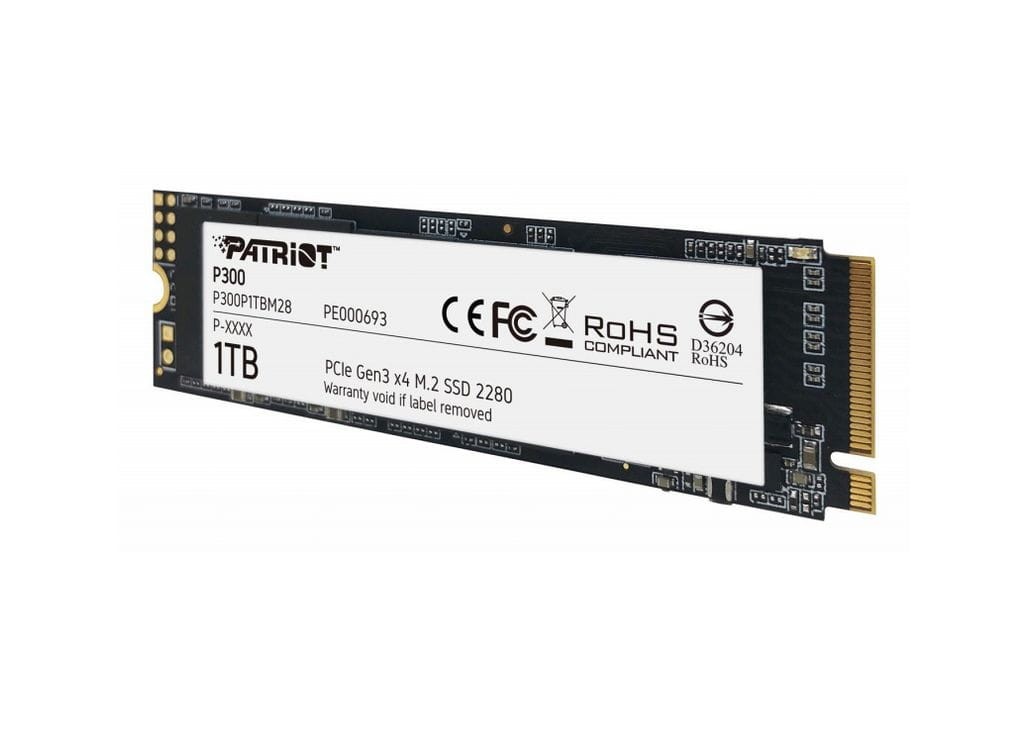 PATRIOT™
P300
P300P1TBM28 PE000693
P-XXXX
1TB
CE FC RoHS
COMPLIANT
D36204
RoHS
PCIe Gen3 x4 M.2 SSD 2280
Warranty void if label removed